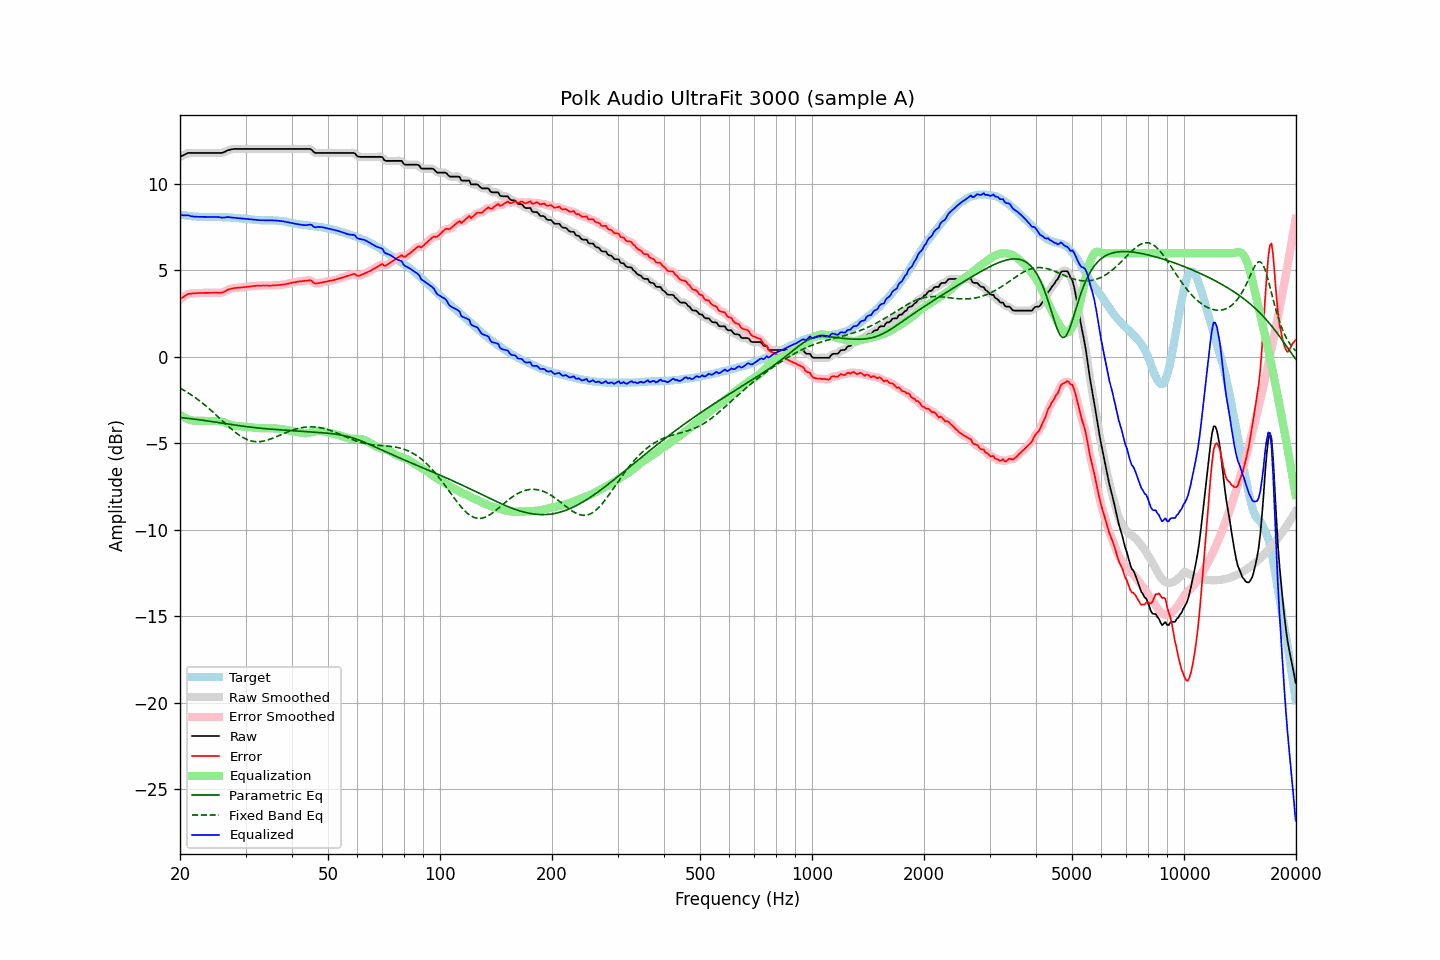 Polk Audio UltraFit 3000 (sample A)
10
5
0
−5
−10
−15
−20
−25
Amplitude (dBr)
Target
Raw Smoothed
Error Smoothed
Raw
Error
Equalization
Parametric Eq
Fixed Band Eq
Equalized
20 50 100 200 500 1000 2000 5000 10000 20000
Frequency (Hz)